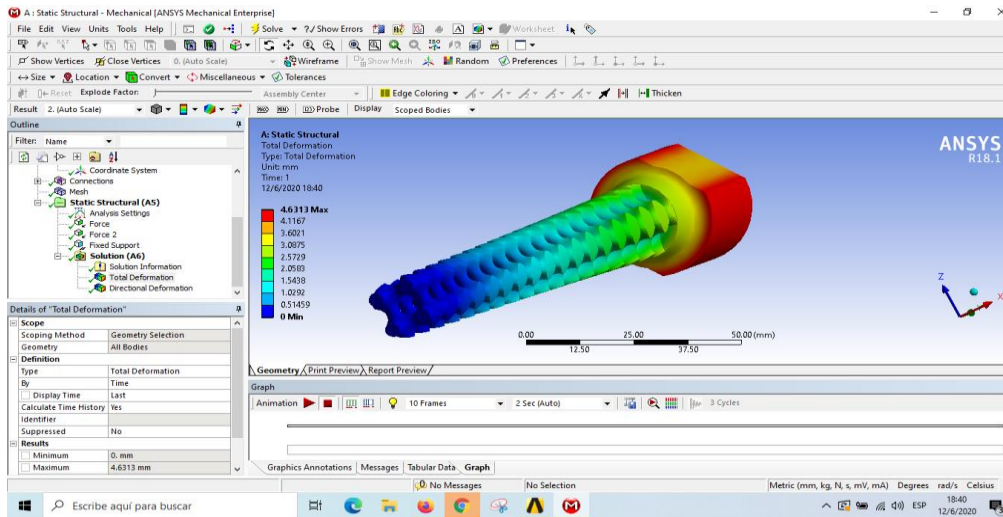 A : Static Structural - Mechanical [ANSYS Mechanical Enterprise]
File Edit View Units Tools Help Solve ?/ Show Errors Worksheet
Show Vertices Close Vertices 0. (Auto Scale) Wireframe Show Mesh Random Preferences
Size Location Convert Miscellaneous Tolerances
Reset Explode Factor: Assembly Center Edge Coloring Thicken
Result 2. (Auto Scale) Probe Display Scoped Bodies
Outline
Filter: Name
Coordinate System
Connections
Mesh
Static Structural (A5)
Analysis Settings
Force
Force 2
Fixed Support
Solution (A6)
Solution Information
Total Deformation
Directional Deformation
Details of "Total Deformation"
Scope
Scoping Method Geometry Selection
Geometry All Bodies
Definition
Type Total Deformation
By Time
Display Time Last
Calculate Time History Yes
Identifier
Suppressed No
Results
Minimum 0. mm
Maximum 4.6313 mm
A: Static Structural
Total Deformation
Type: Total Deformation
Unit: mm
Time: 1
12/6/2020 18:40
4.6313 Max
4.1167
3.6021
3.0875
2.5729
2.0583
1.5438
1.0292
0.51459
0 Min
ANSYS
R18.1
Z
X
0.00 25.00 50.00 (mm)
12.50 37.50
Geometry Print Preview Report Preview
Graph
Animation 10 Frames 2 Sec (Auto) 3 Cycles
Graphics Annotations Messages Tabular Data Graph
No Messages No Selection Metric (mm, kg, N, s, mV, mA) Degrees rad/s Celsius
Escribe aquí para buscar
ESP
18:40
12/6/2020